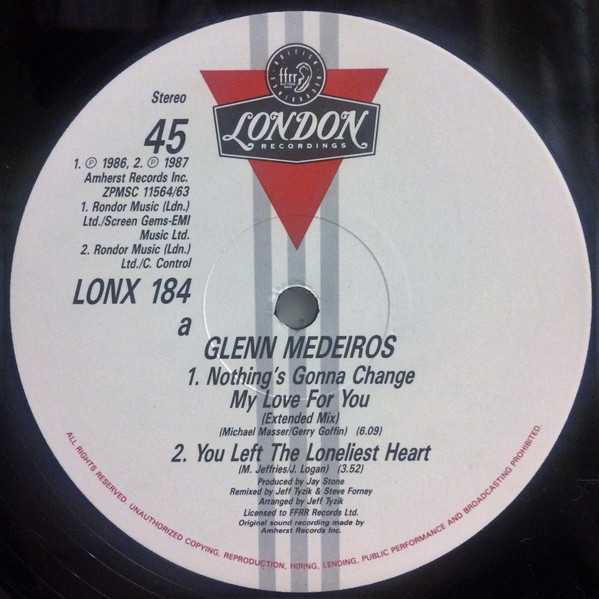 BRITISH RECORDINGS
ffrr
LONDON
RECORDINGS
Stereo
45
1. ℗ 1986, 2. ℗ 1987
Amherst Records Inc.
ZPMSC 11564/63
1. Rondor Music (Ldn.)
Ltd./Screen Gems-EMI
Music Ltd.
2. Rondor Music (Ldn.)
Ltd./C. Control
LONX 184
a
GLENN MEDEIROS
1. Nothing's Gonna Change
My Love For You
(Extended Mix)
(Michael Masser/Gerry Goffin) (6.09)
2. You Left The Loneliest Heart
(M. Jeffries/J. Logan) (3.52)
Produced by Jay Stone
Remixed by Jeff Tyzik & Steve Forney
Arranged by Jeff Tyzik
Licensed to FFRR Records Ltd.
Original sound recording made by
Amherst Records Inc.
ALL RIGHTS RESERVED. UNAUTHORIZED COPYING, REPRODUCTION, HIRING, LENDING, PUBLIC PERFORMANCE AND BROADCASTING PROHIBITED.